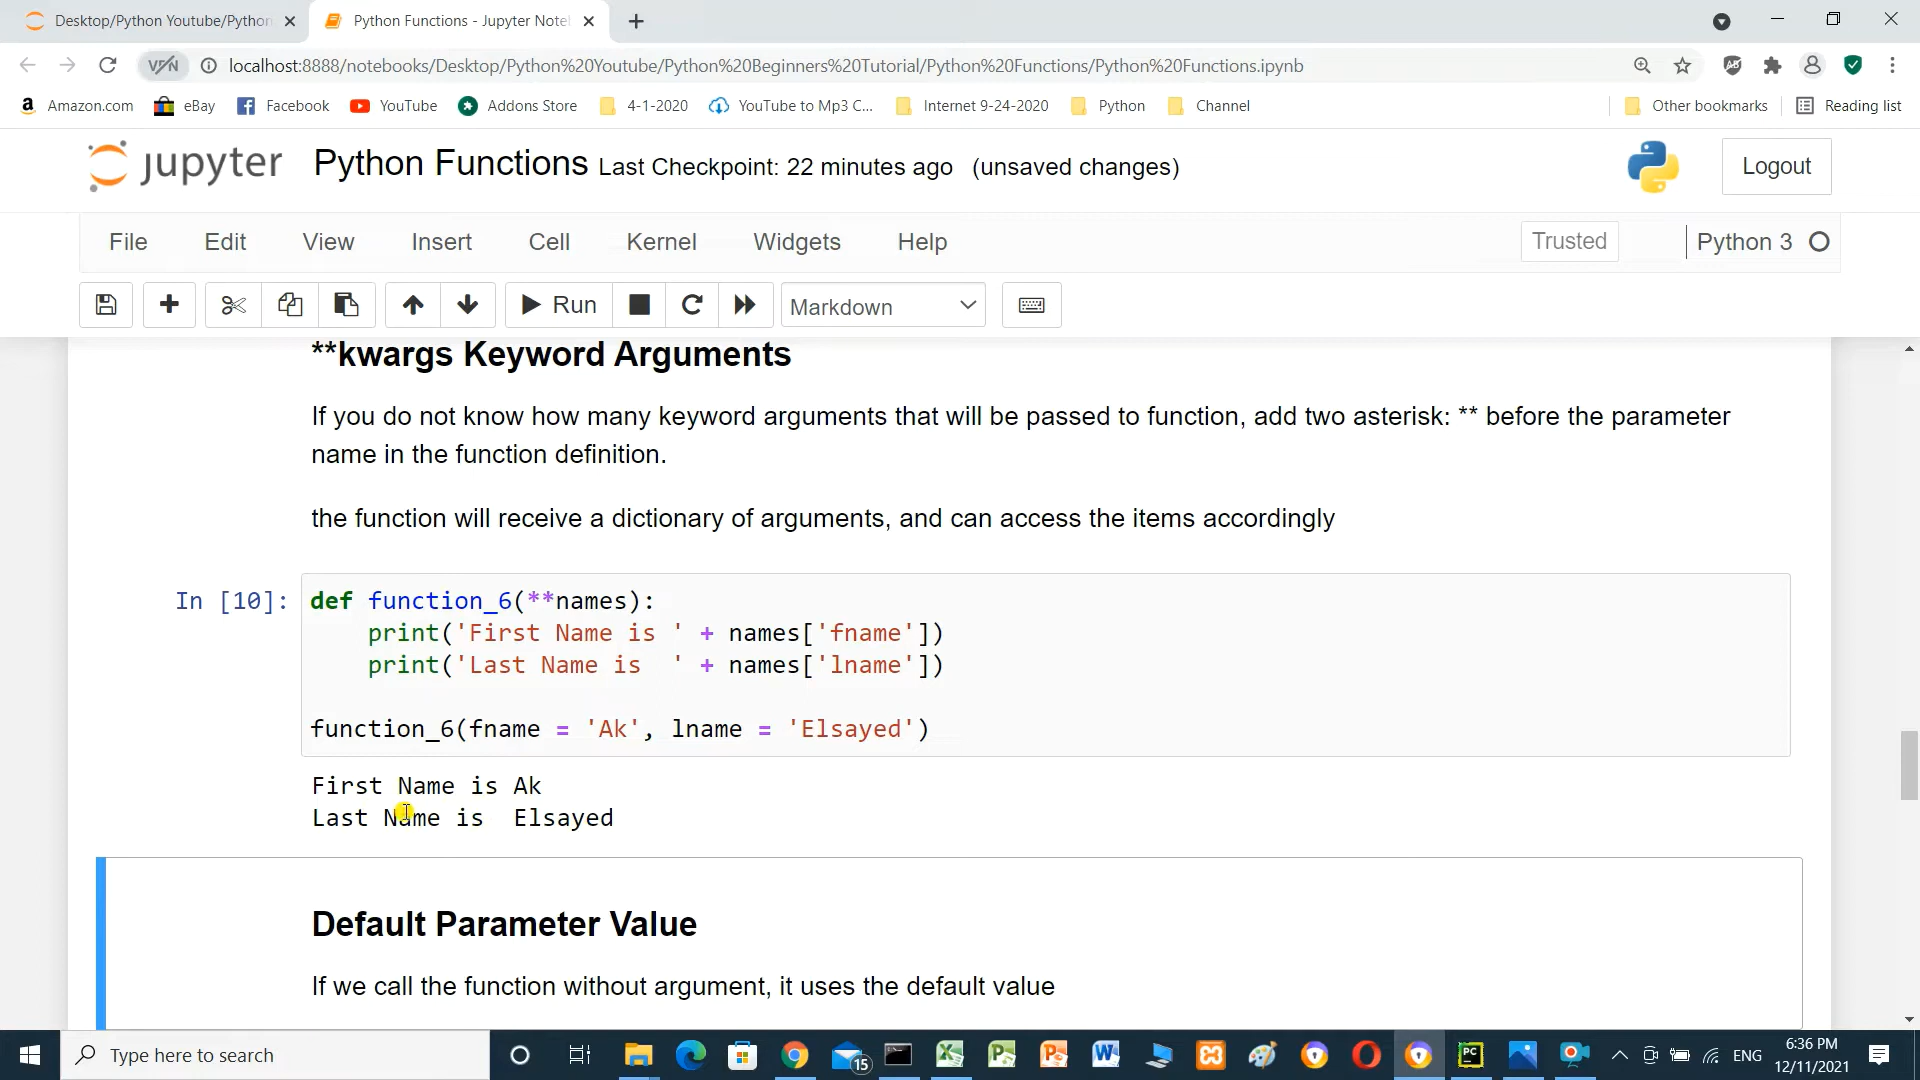 Desktop/Python Youtube/Python
Python Functions - Jupyter Note
VPN
localhost:8888/notebooks/Desktop/Python%20Youtube/Python%20Beginners%20Tutorial/Python%20Functions/Python%20Functions.ipynb
Amazon.com
eBay
Facebook
YouTube
Addons Store
4-1-2020
YouTube to Mp3 C...
Internet 9-24-2020
Python
Channel
Other bookmarks
Reading list
jupyter
Python Functions Last Checkpoint: 22 minutes ago (unsaved changes)
Logout
File
Edit
View
Insert
Cell
Kernel
Widgets
Help
Trusted
Python 3
Run
Markdown
**kwargs Keyword Arguments
If you do not know how many keyword arguments that will be passed to function, add two asterisk: ** before the parameter
name in the function definition.
the function will receive a dictionary of arguments, and can access the items accordingly
In [10]:
def function_6(**names):
    print('First Name is ' + names['fname'])
    print('Last Name is  ' + names['lname'])
function_6(fname = 'Ak', lname = 'Elsayed')
First Name is Ak
Last Name is  Elsayed
Default Parameter Value
If we call the function without argument, it uses the default value
Type here to search
15
ENG
6:36 PM
12/11/2021